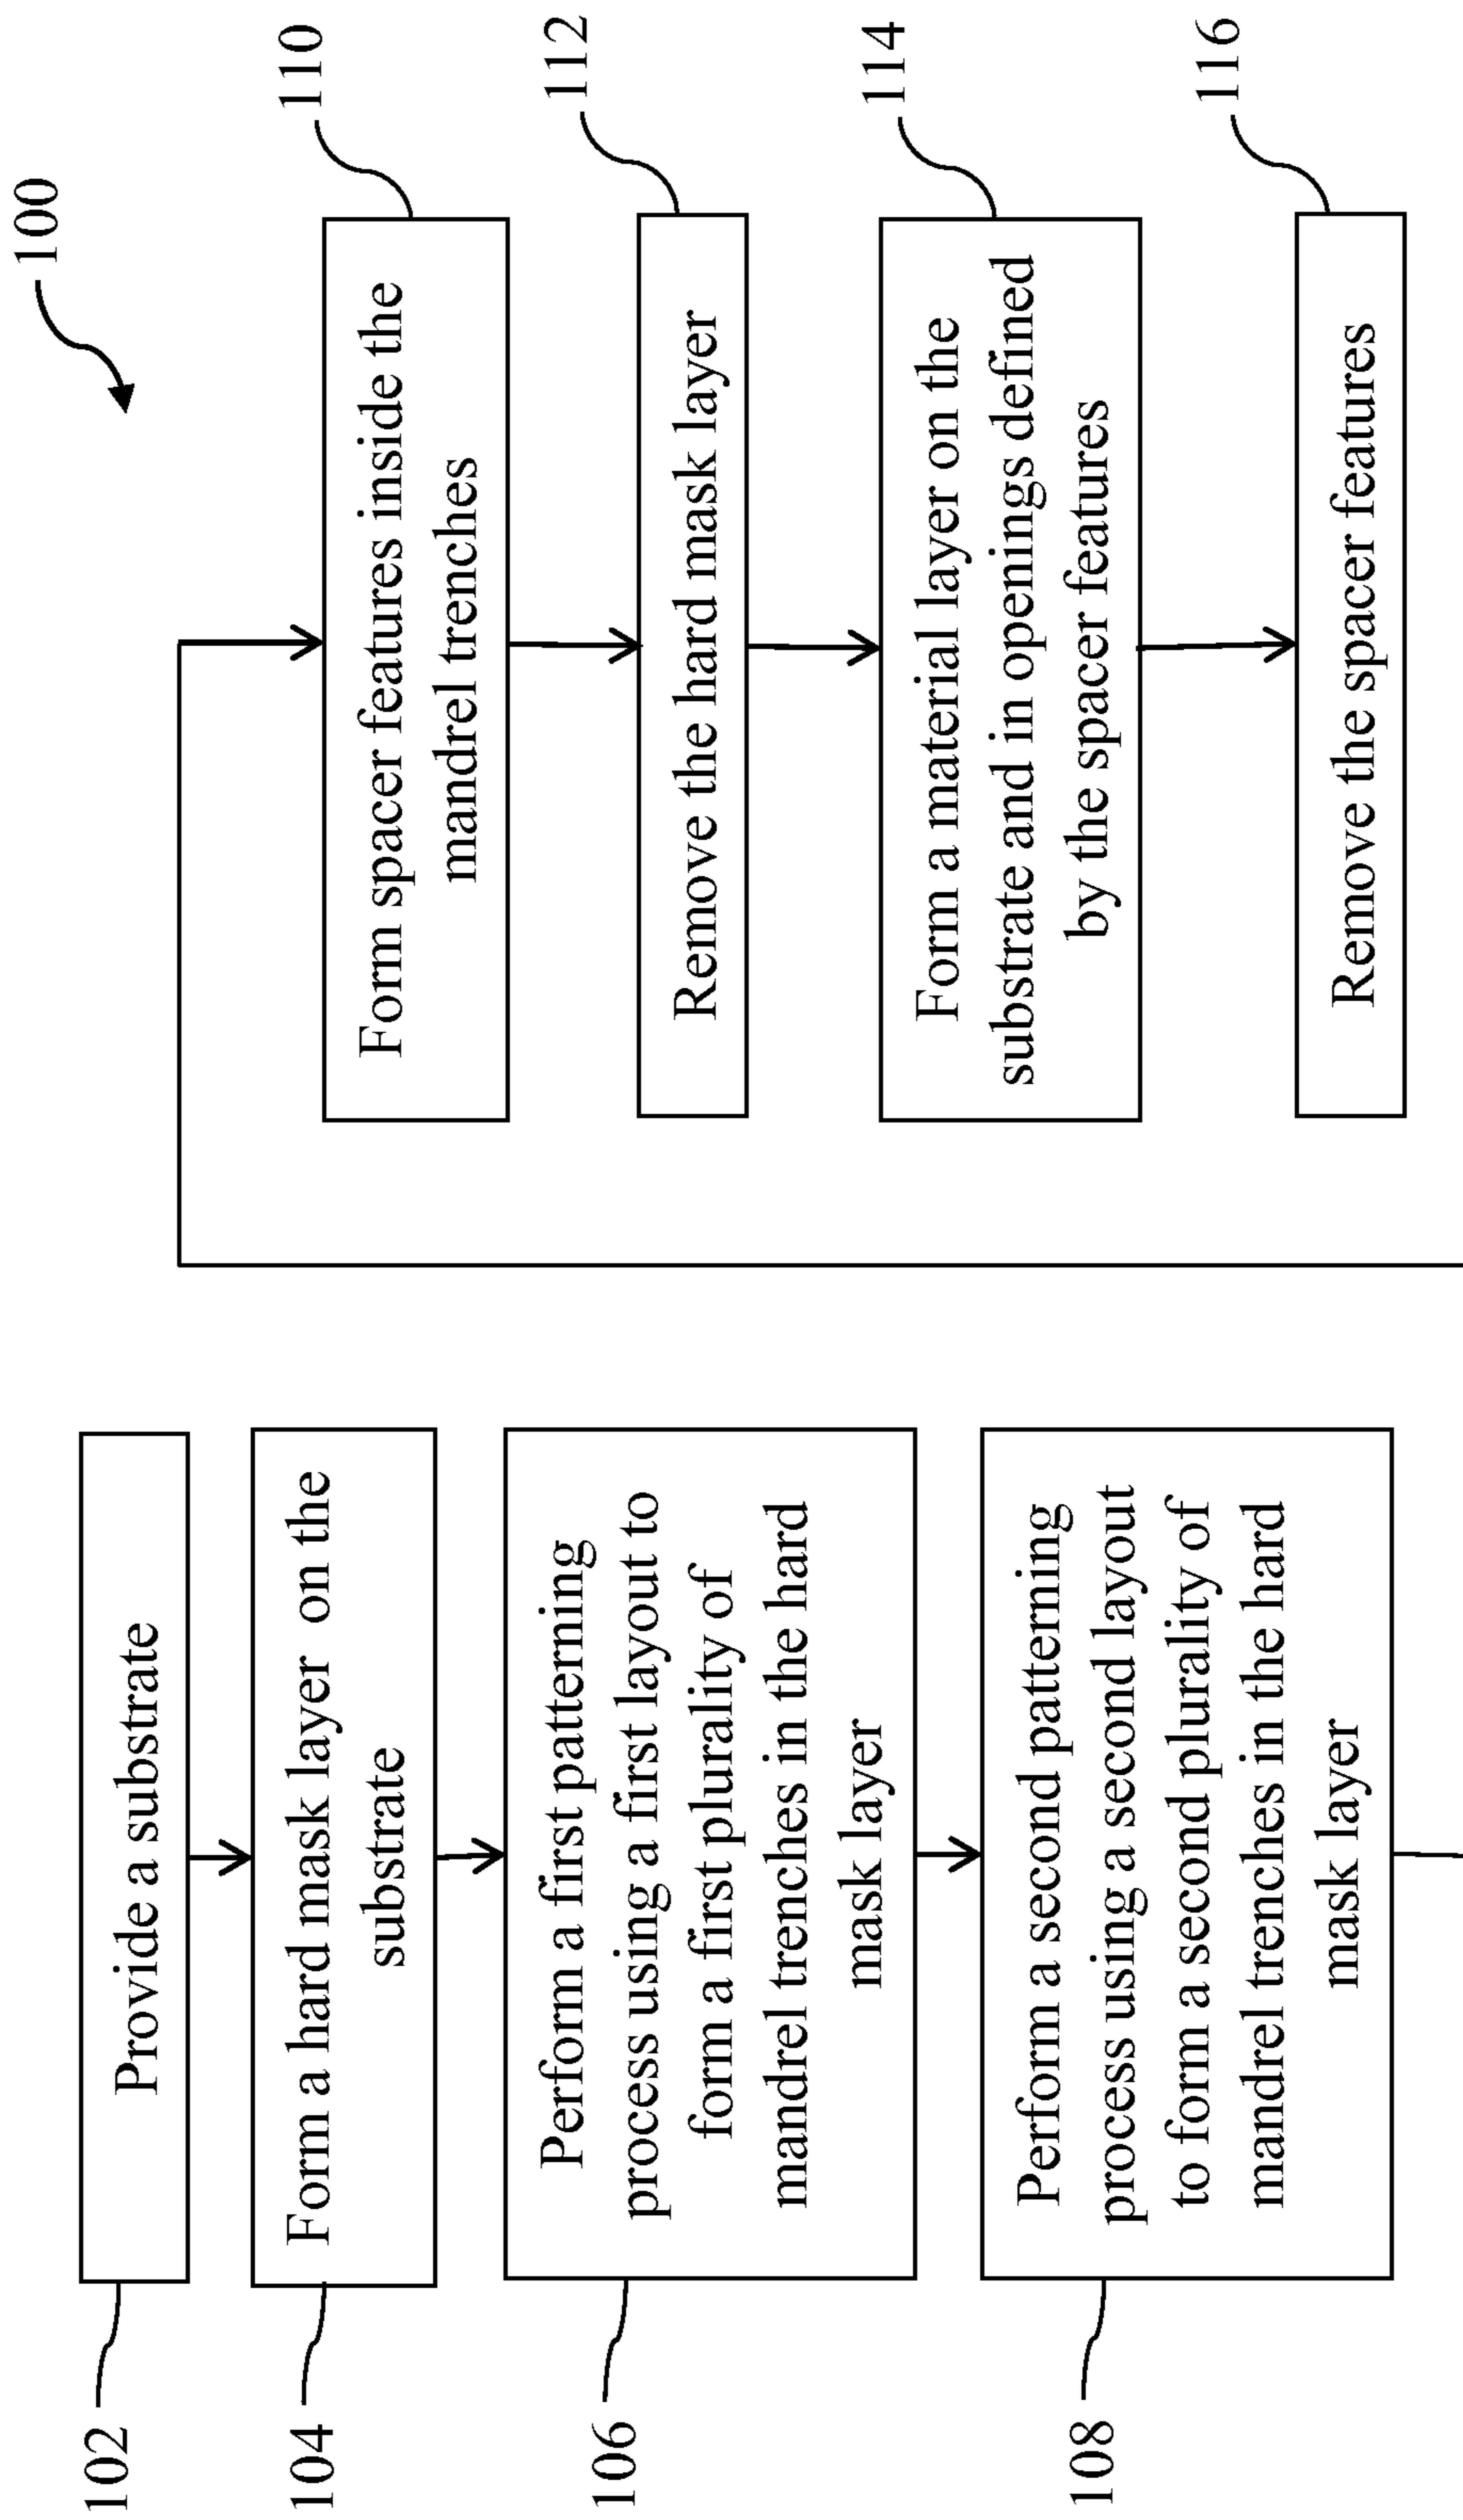 100
102
Provide a substrate
104
Form a hard mask layer on the
substrate
106
Perform a first patterning
process using a first layout to
form a first plurality of
mandrel trenches in the hard
mask layer
108
Perform a second patterning
process using a second layout
to form a second plurality of
mandrel trenches in the hard
mask layer
110
Form spacer features inside the
mandrel trenches
112
Remove the hard mask layer
114
Form a material layer on the
substrate and in openings defined
by the spacer features
116
Remove the spacer features